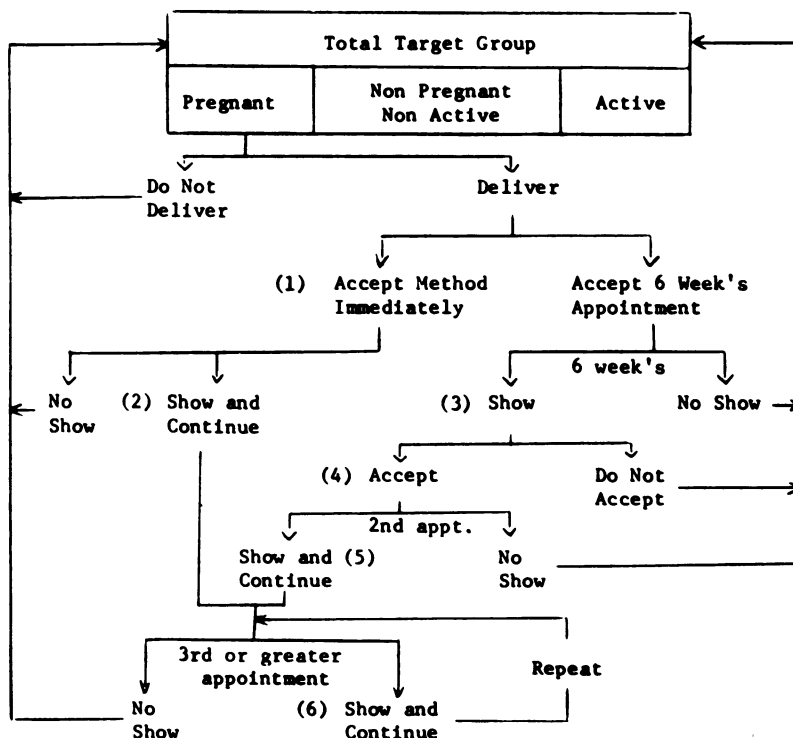 Total Target Group
Pregnant
Non Pregnant
Non Active
Active
Do Not
Deliver
Deliver
(1) Accept Method
Immediately
Accept 6 Week's
Appointment
6 week's
No
Show
(2) Show and
Continue
(3) Show
No Show
(4) Accept
Do Not
Accept
2nd appt.
Show and (5)
Continue
No
Show
3rd or greater
appointment
Repeat
No
Show
(6) Show and
Continue